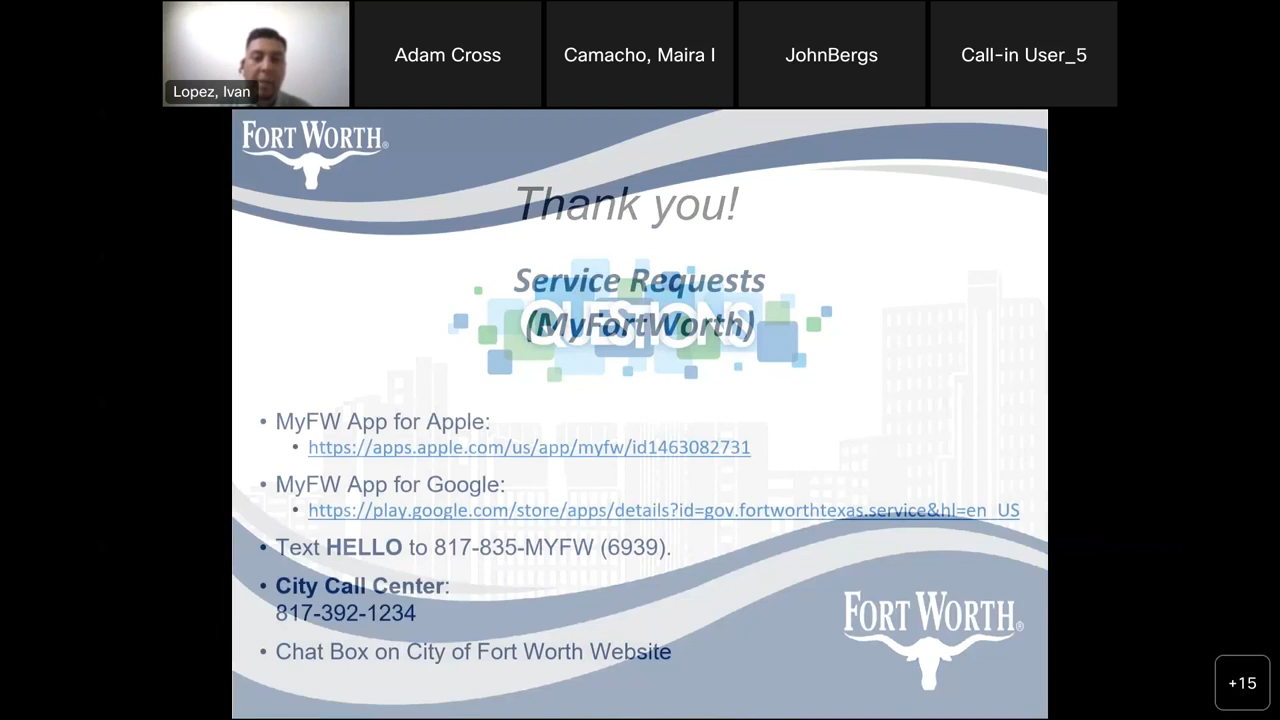 Lopez, Ivan
Adam Cross
Camacho, Maira I
JohnBergs
Call-in User_5
FORT WORTH®
Thank you!
Service Requests
QUESTIONS
(MyFortWorth)
• MyFW App for Apple:
• https://apps.apple.com/us/app/myfw/id1463082731
• MyFW App for Google:
• https://play.google.com/store/apps/details?id=gov.fortworthtexas.service&hl=en_US
• Text HELLO to 817-835-MYFW (6939).
• City Call Center:
817-392-1234
• Chat Box on City of Fort Worth Website
FORT WORTH®
+15